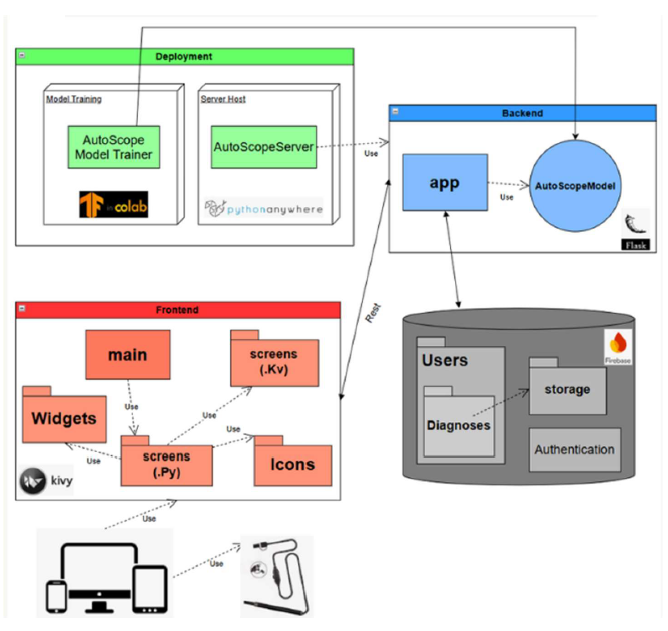 Deployment
Model Training
AutoScope
Model Trainer
TF in colab
Server Host
AutoScopeServer
pythonanywhere
Use
Backend
app
Use
AutoScopeModel
Flask
Rest
Frontend
main
Use
screens
(.Kv)
Widgets
Use
Use
Use
screens
(.Py)
Icons
kivy
Firebase
Users
Diagnoses
storage
Authentication
Use
Use